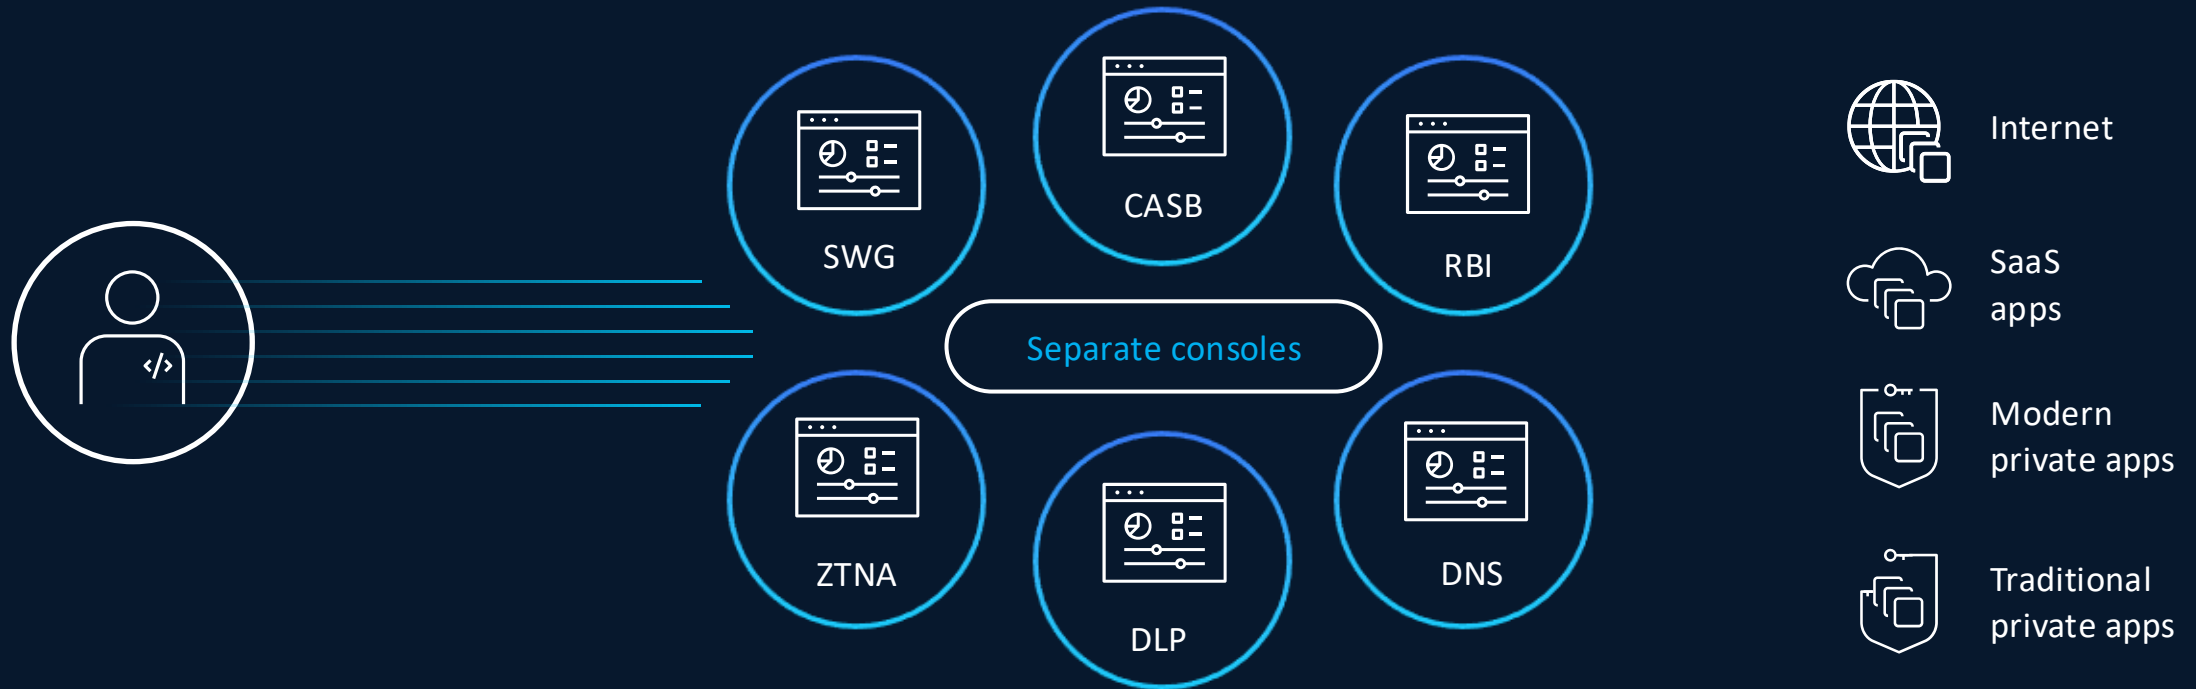 SWG
CASB
RBI
Separate consoles
ZTNA
DLP
DNS
</>
Internet
SaaS
apps
Modern
private apps
Traditional
private apps